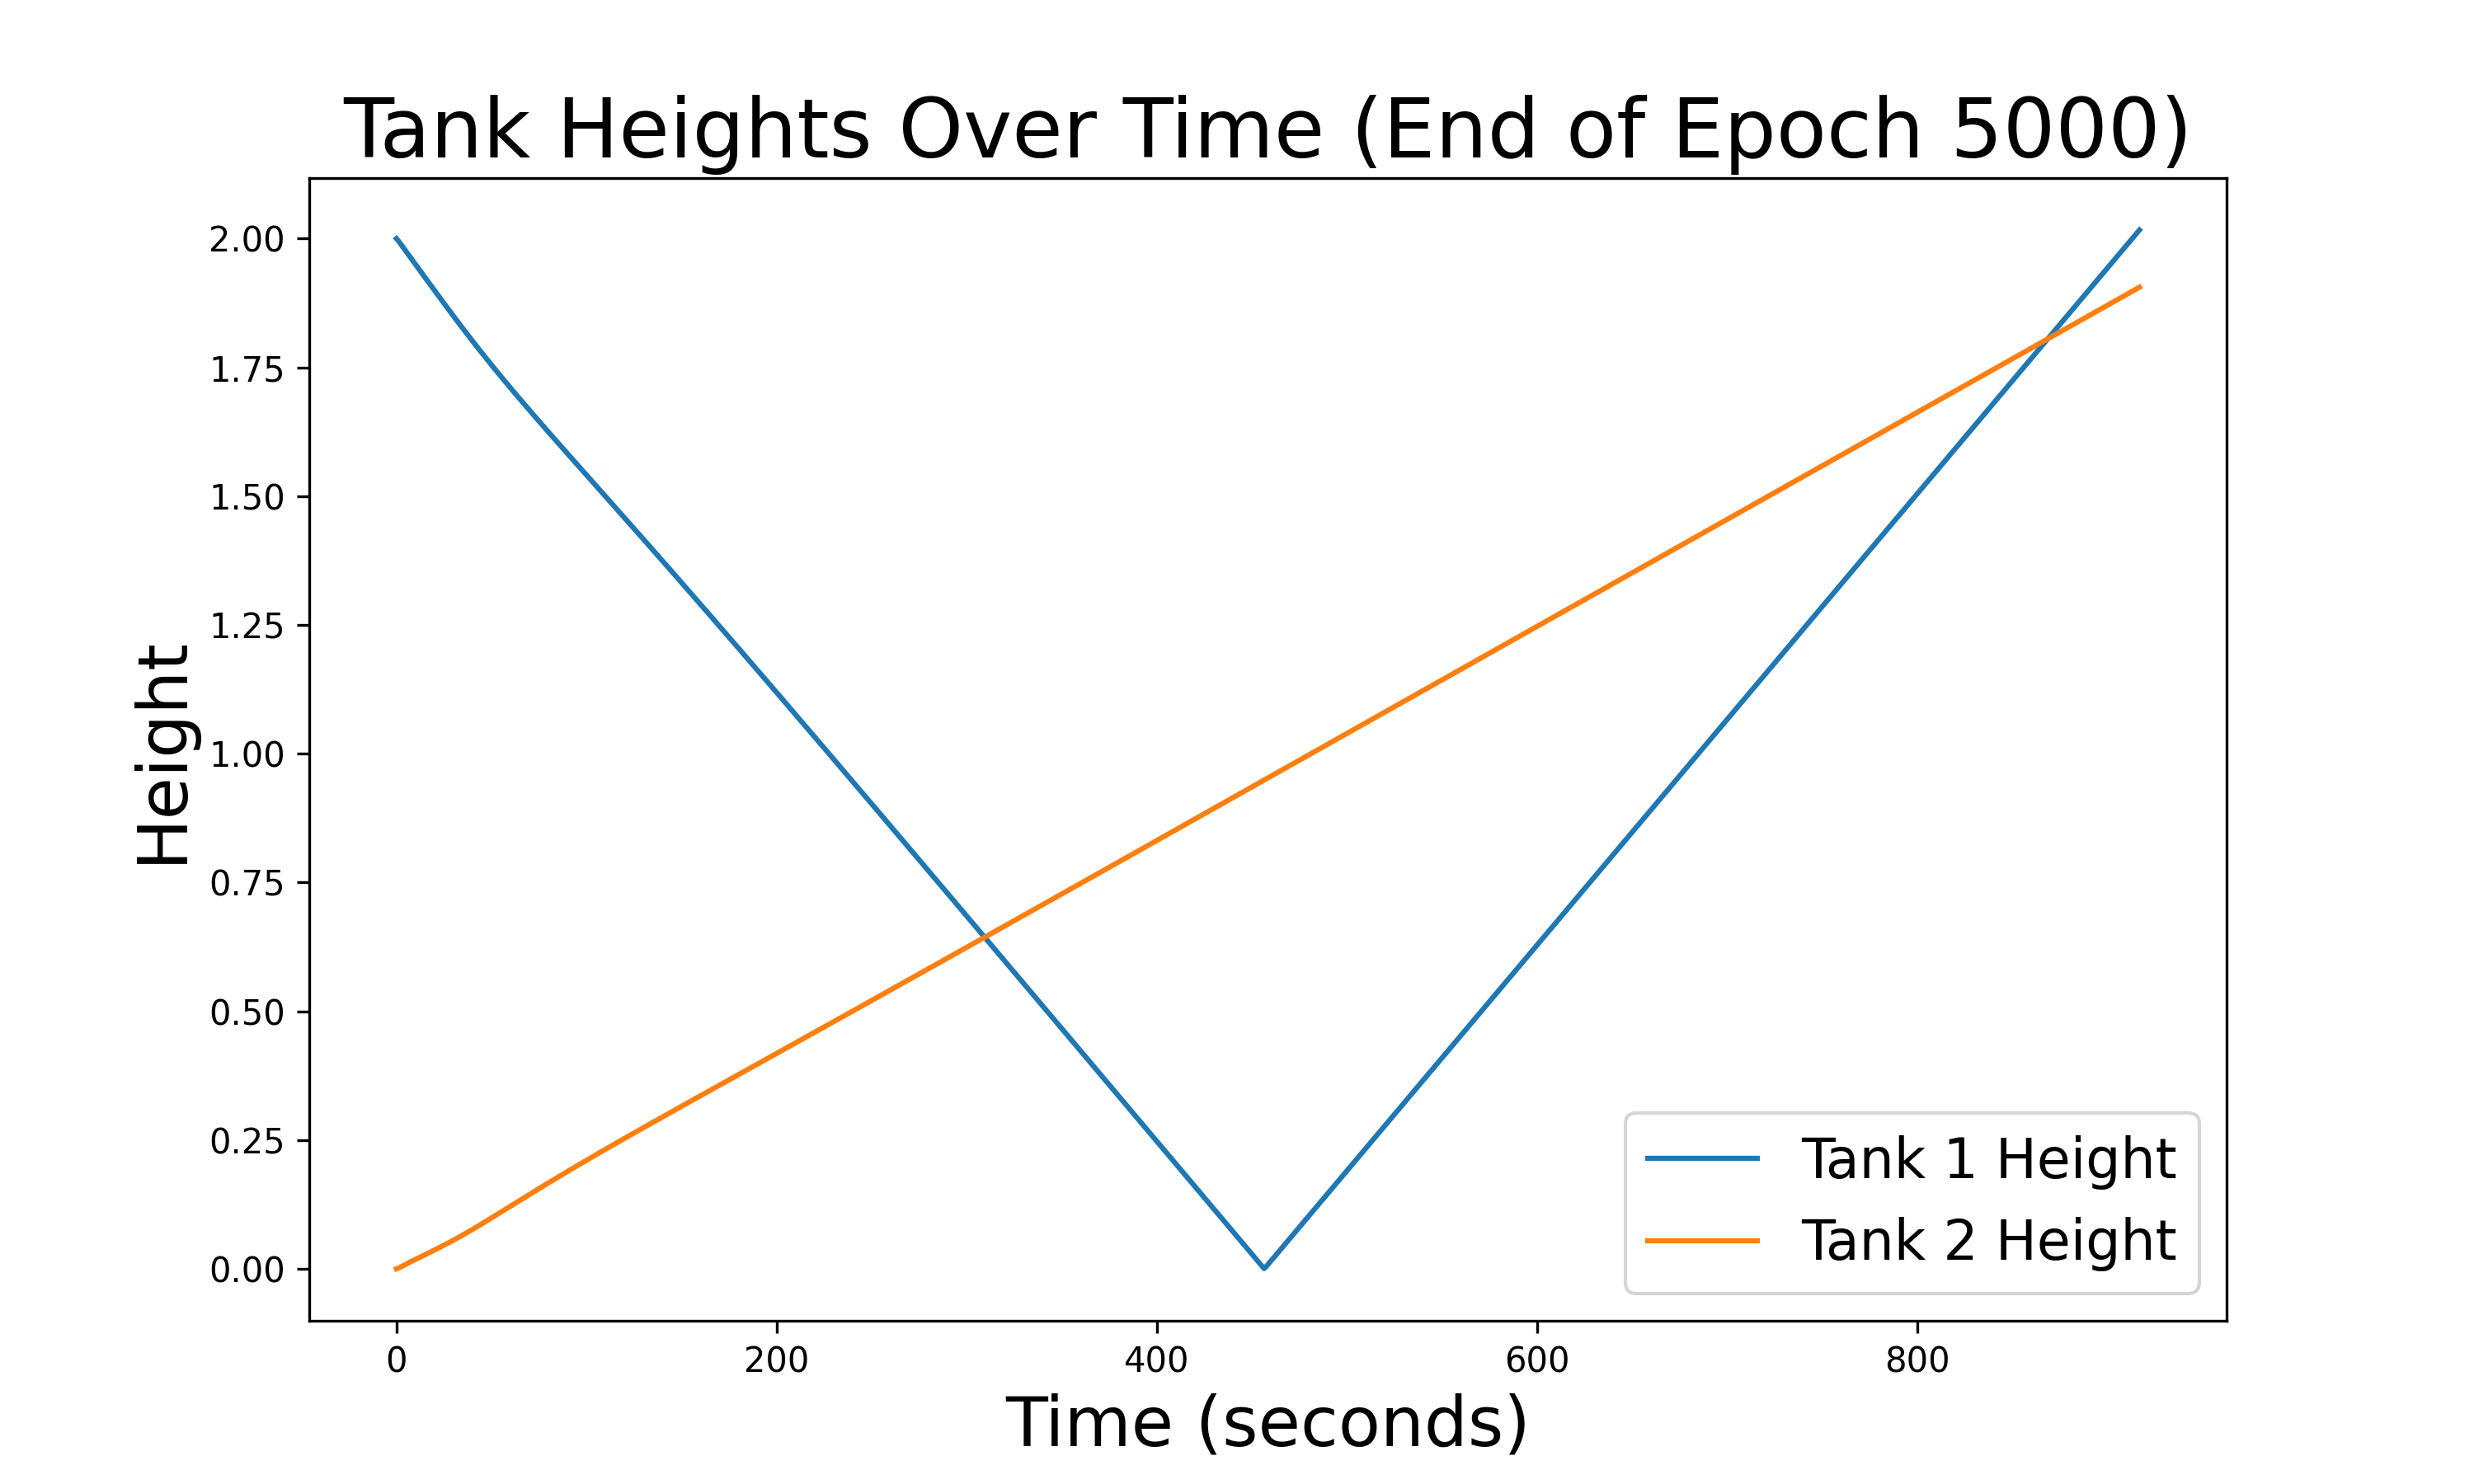 Tank Heights Over Time (End of Epoch 5000)
2.00
1.75
1.50
1.25
1.00
0.75
0.50
0.25
0.00
Height
Tank 1 Height
Tank 2 Height
0 200 400 600 800
Time (seconds)